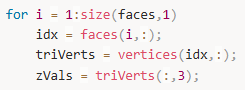 for i = 1:size(faces,1)
    idx = faces(i,:);
    triVerts = vertices(idx,:);
    zVals = triVerts(:,3);